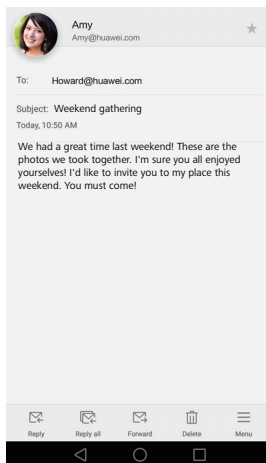 Amy
Amy@huawei.com
To: Howard@huawei.com
Subject: Weekend gathering
Today, 10:50 AM
We had a great time last weekend! These are the
photos we took together. I'm sure you all enjoyed
yourselves! I'd like to invite you to my place this
weekend. You must come!
Reply Reply all Forward Delete Menu